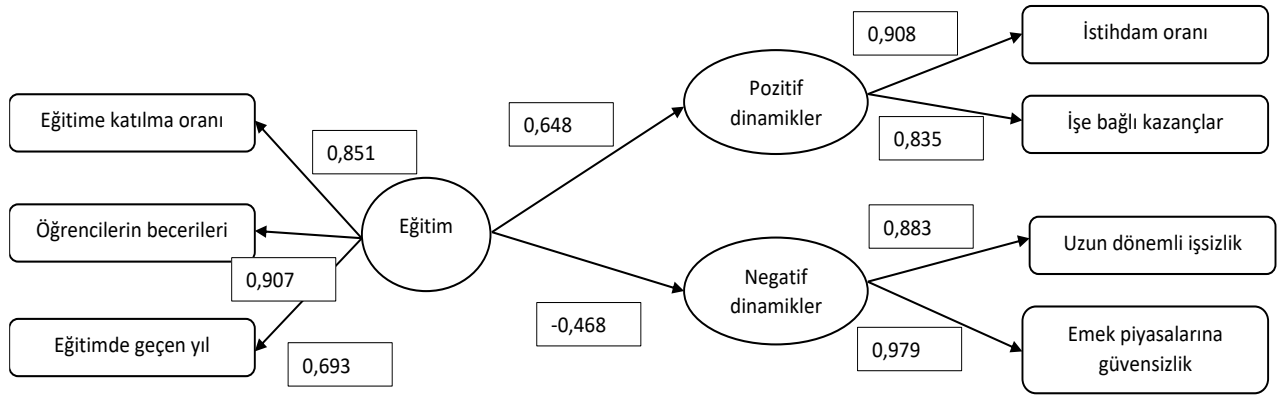 Eğitime katılma oranı
Öğrencilerin becerileri
Eğitimde geçen yıl
0,851
0,907
0,693
Eğitim
0,648
-0,468
Pozitif
dinamikler
Negatif
dinamikler
0,908
0,835
0,883
0,979
İstihdam oranı
İşe bağlı kazançlar
Uzun dönemli işsizlik
Emek piyasalarına
güvensizlik